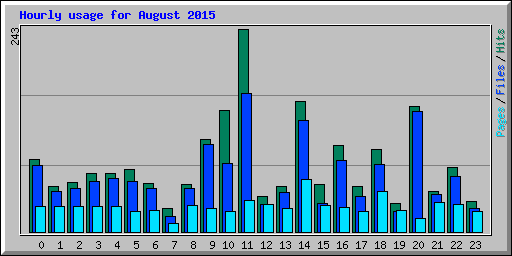 Hourly usage for August 2015
243
Pages/Files/Hits
0 1 2 3 4 5 6 7 8 9 10 11 12 13 14 15 16 17 18 19 20 21 22 23